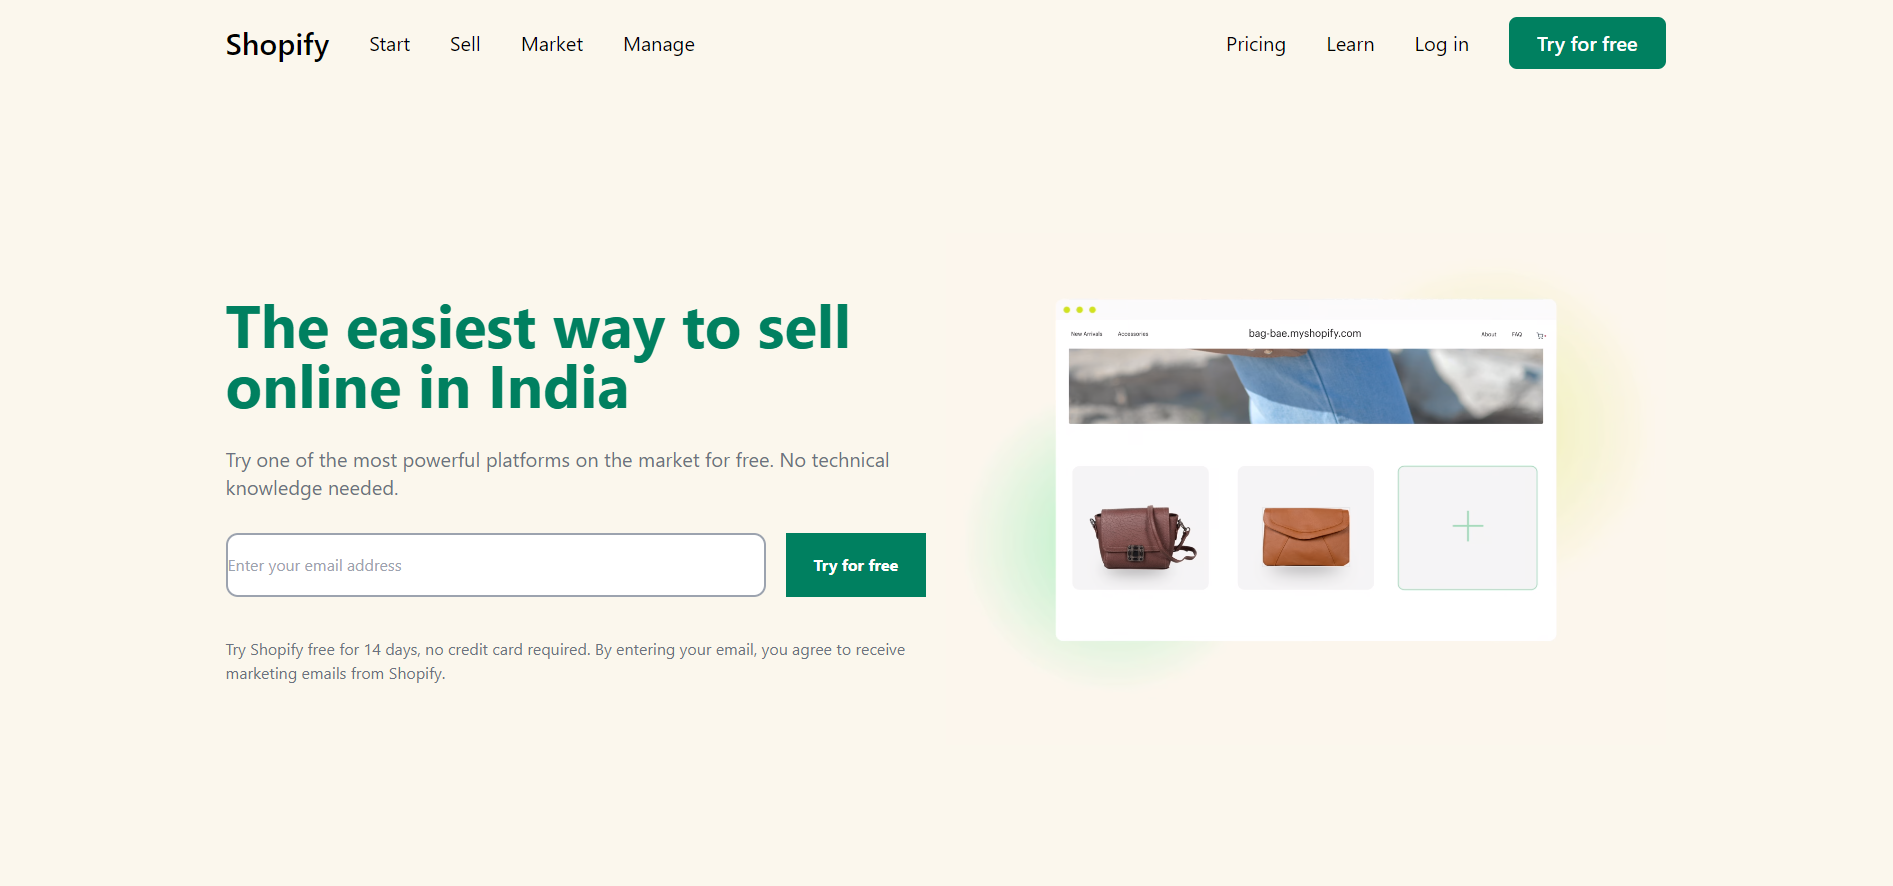 Shopify Start Sell Market Manage Pricing Learn Log in Try for free
The easiest way to sell
online in India
Try one of the most powerful platforms on the market for free. No technical
knowledge needed.
Enter your email address Try for free
Try Shopify free for 14 days, no credit card required. By entering your email, you agree to receive
marketing emails from Shopify.
New Arrivals Accessories bag-bae.myshopify.com About FAQ